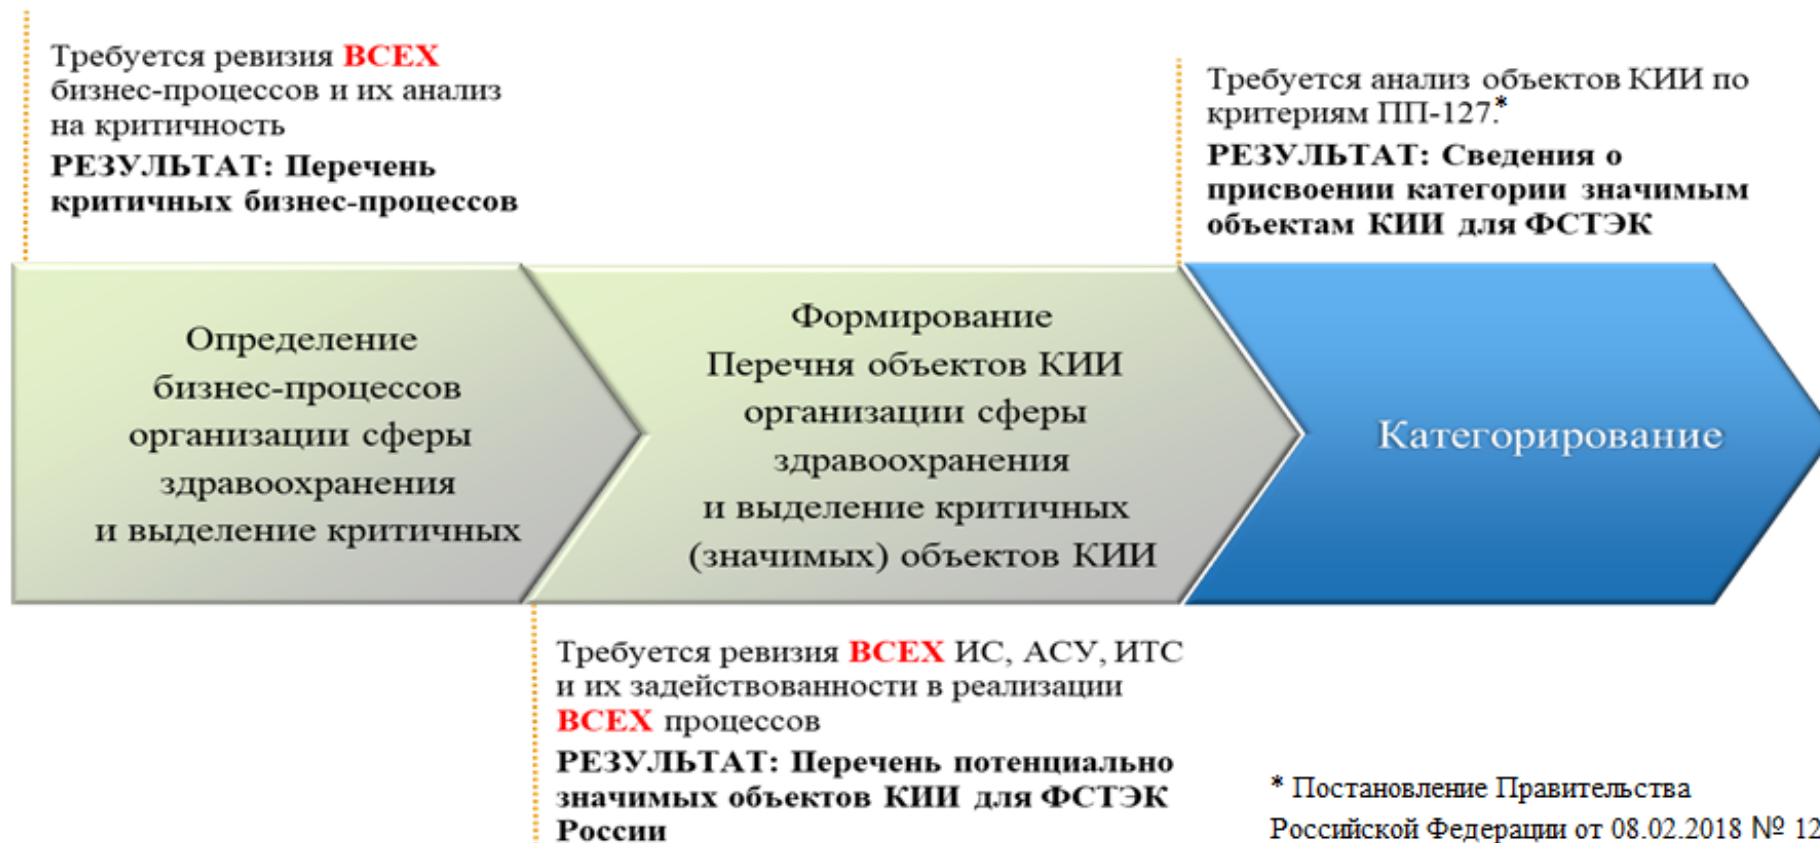 Требуется ревизия ВСЕХ
бизнес-процессов и их анализ
на критичность
РЕЗУЛЬТАТ: Перечень
критичных бизнес-процессов
Требуется анализ объектов КИИ по
критериям ПП-127.*
РЕЗУЛЬТАТ: Сведения о
присвоении категории значимым
объектам КИИ для ФСТЭК
Определение
бизнес-процессов
организации сферы
здравоохранения
и выделение критичных
Формирование
Перечня объектов КИИ
организации сферы
здравоохранения
и выделение критичных
(значимых) объектов КИИ
Категорирование
Требуется ревизия ВСЕХ ИС, АСУ, ИТС
и их задействованности в реализации
ВСЕХ процессов
РЕЗУЛЬТАТ: Перечень потенциально
значимых объектов КИИ для ФСТЭК
России
* Постановление Правительства
Российской Федерации от 08.02.2018 № 12